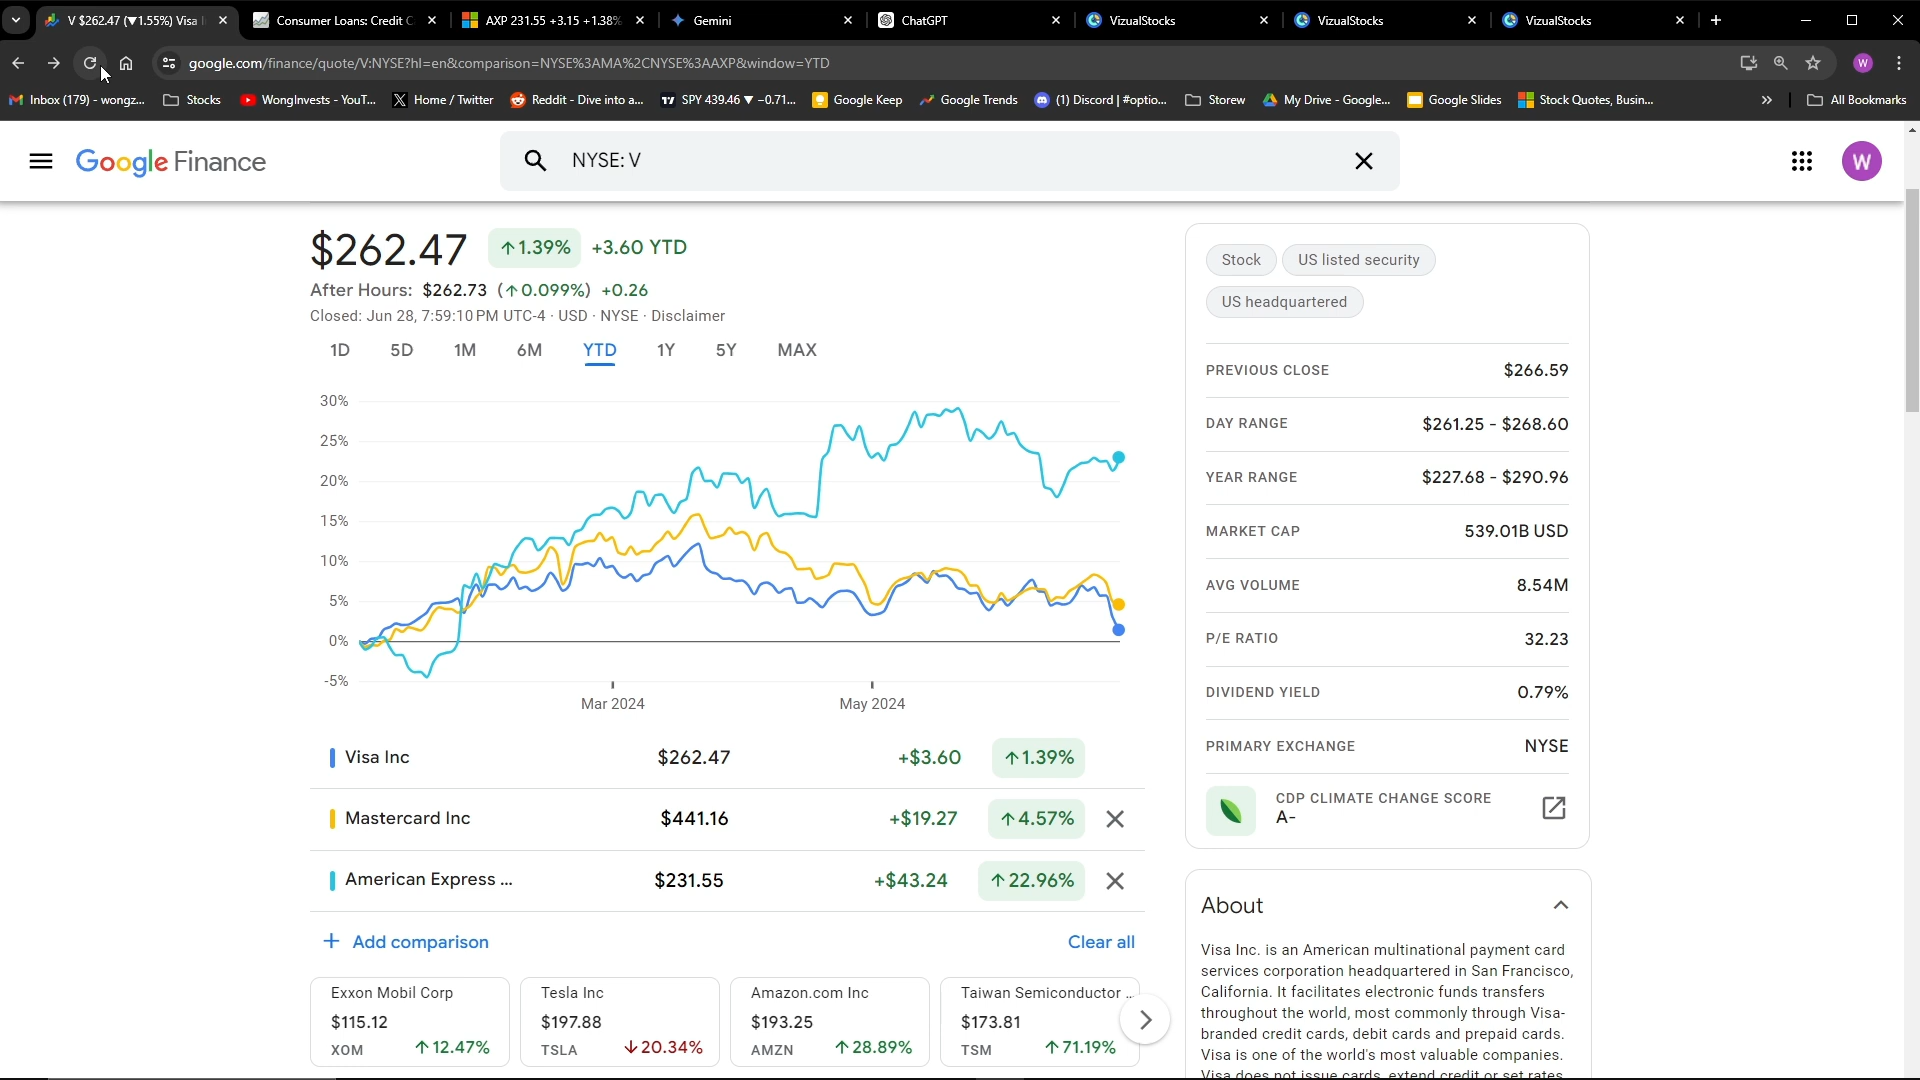 V $262.47 (▼1.55%) Visa I
Consumer Loans: Credit C
AXP 231.55 +3.15 +1.38%
Gemini
ChatGPT
VizualStocks
VizualStocks
VizualStocks
google.com/finance/quote/V:NYSE?hl=en&comparison=NYSE%3AMA%2CNYSE%3AAXP&window=YTD
W
Inbox (179) - wongz...
Stocks
WongInvests - YouT...
Home / Twitter
Reddit - Dive into a...
SPY 439.46 ▼ −0.71...
Google Keep
Google Trends
(1) Discord | #optio...
Storew
My Drive - Google...
Google Slides
Stock Quotes, Busin...
»
All Bookmarks
Google Finance
NYSE: V
W
$262.47 ↑1.39% +3.60 YTD
After Hours: $262.73 (↑0.099%) +0.26
Closed: Jun 28, 7:59:10 PM UTC-4 · USD · NYSE · Disclaimer
1D 5D 1M 6M YTD 1Y 5Y MAX
30%
25%
20%
15%
10%
5%
0%
-5%
Mar 2024 May 2024
Visa Inc $262.47 +$3.60 ↑1.39%
Mastercard Inc $441.16 +$19.27 ↑4.57%
American Express ... $231.55 +$43.24 ↑22.96%
+ Add comparison Clear all
Exxon Mobil Corp
$115.12
XOM ↑12.47%
Tesla Inc
$197.88
TSLA ↓20.34%
Amazon.com Inc
$193.25
AMZN ↑28.89%
Taiwan Semiconductor ...
$173.81
TSM ↑71.19%
Stock US listed security
US headquartered
PREVIOUS CLOSE $266.59
DAY RANGE $261.25 - $268.60
YEAR RANGE $227.68 - $290.96
MARKET CAP 539.01B USD
AVG VOLUME 8.54M
P/E RATIO 32.23
DIVIDEND YIELD 0.79%
PRIMARY EXCHANGE NYSE
CDP CLIMATE CHANGE SCORE
A-
About
Visa Inc. is an American multinational payment card
services corporation headquartered in San Francisco,
California. It facilitates electronic funds transfers
throughout the world, most commonly through Visa-
branded credit cards, debit cards and prepaid cards.
Visa is one of the world's most valuable companies.
Visa does not issue cards, extend credit or set rates